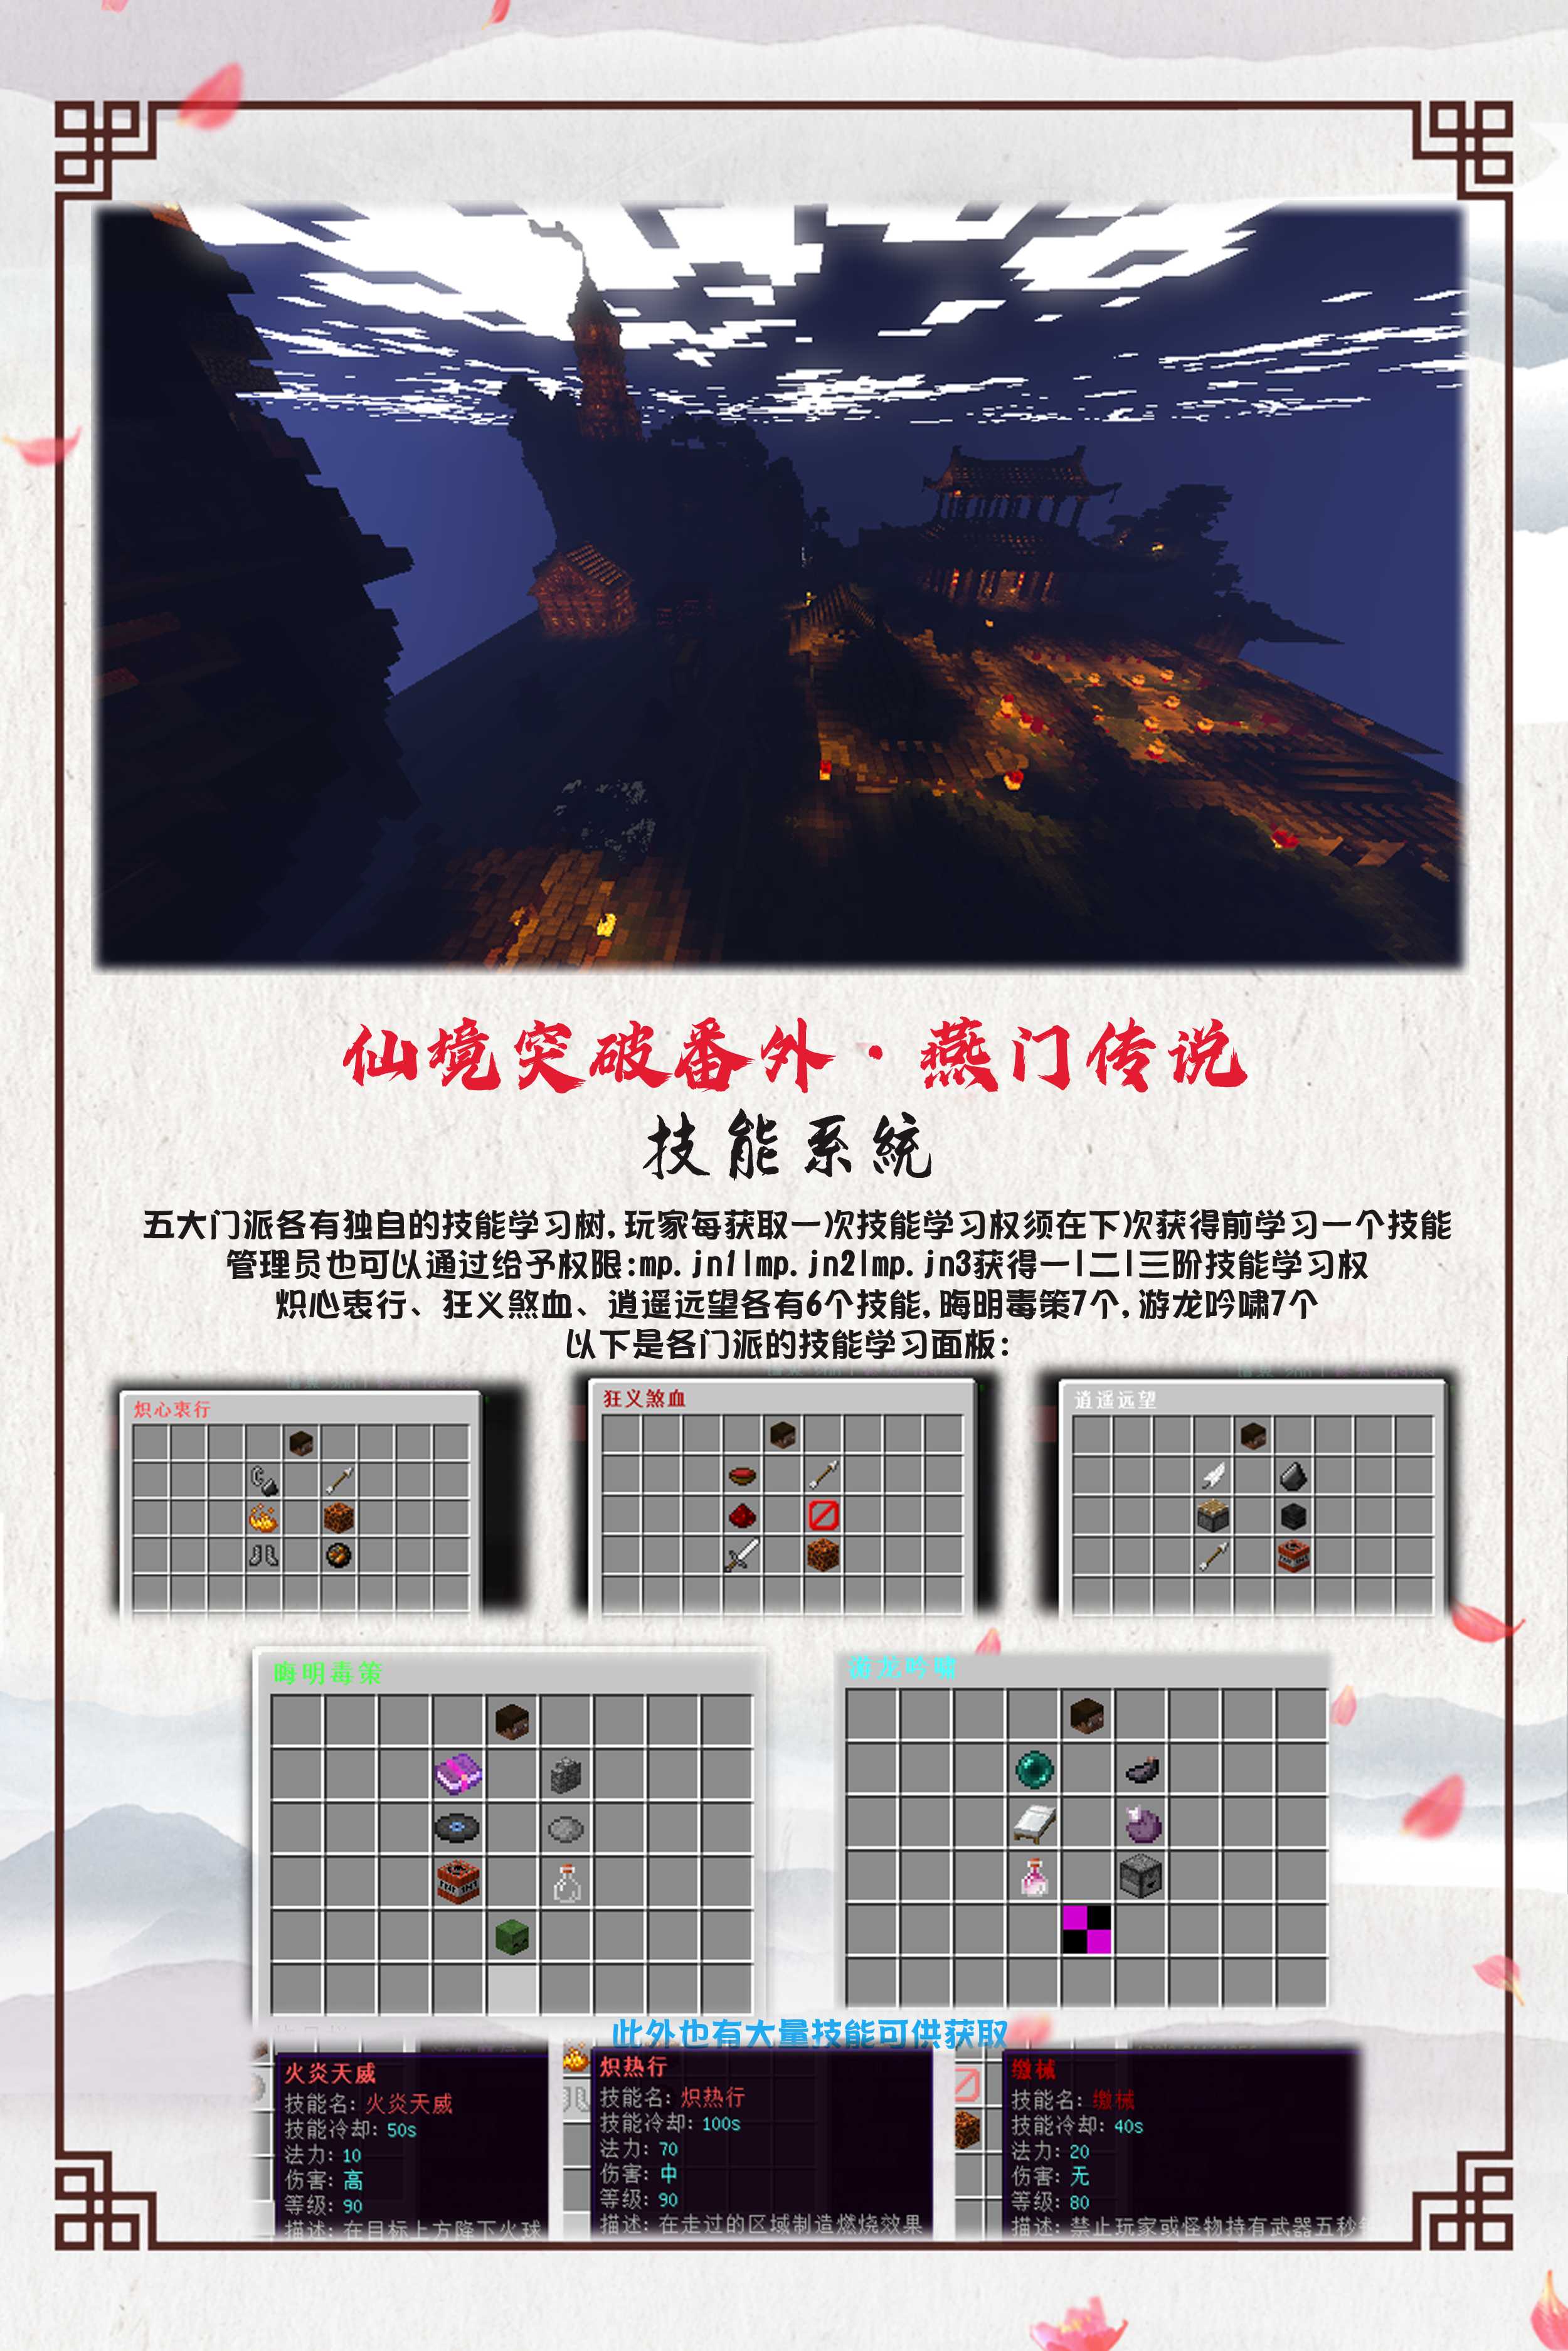 仙境突破番外·燕门传说
技能系統
五大门派各有独自的技能学习树,玩家每获取一次技能学习权须在下次获得前学习一个技能
管理员也可以通过给予权限:mp.jn1|mp.jn2|mp.jn3获得一|二|三阶技能学习权
炽心衷行、狂义煞血、逍遥远望各有6个技能,晦明毒策7个,游龙吟啸7个
以下是各门派的技能学习面版:
炽心衷行
狂义煞血
逍遥远望
晦明毒策
游龙吟啸
此外也有大量技能可供获取
火炎天威
技能名: 火炎天威
技能冷却: 50s
法力: 10
伤害: 高
等级: 90
描述: 在目标上方降下火球
炽热行
技能名: 炽热行
技能冷却: 100s
法力: 70
伤害: 中
等级: 90
描述: 在走过的区域制造燃烧效果
缴械
技能名: 缴械
技能冷却: 40s
法力: 20
伤害: 无
等级: 80
描述: 禁止玩家或怪物持有武器五秒